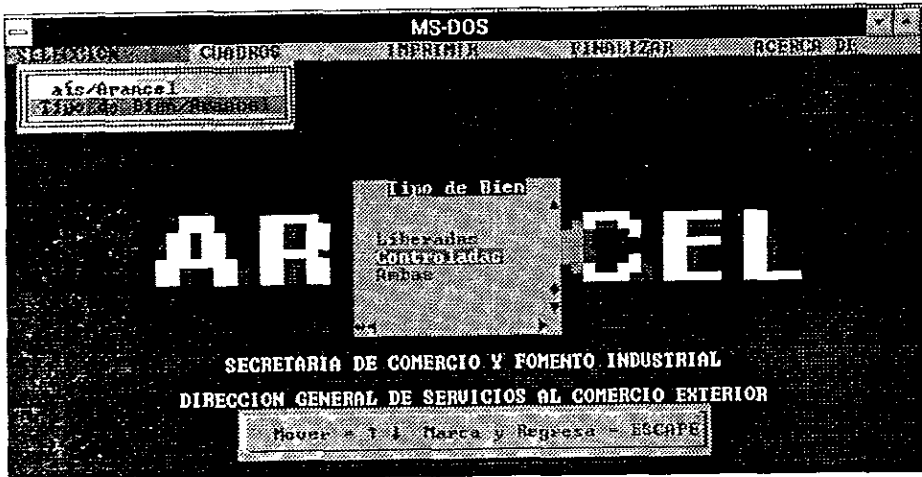 MS-DOS
SELECCION CUADROS IMPRIMIR FINALIZAR ACERCA DE
aís/Arancel
Tipo de Bien/Arancel
Tipo de Bien
Liberadas
Controladas
Ambas
AR CEL
SECRETARIA DE COMERCIO Y FOMENTO INDUSTRIAL
DIRECCION GENERAL DE SERVICIOS AL COMERCIO EXTERIOR
Mover = ↑ ↓ Marca y Regresa - ESCAPE